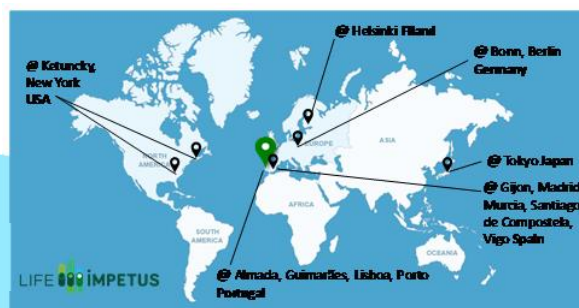 @ Helsinki Filand
@ Ketuncky,
New York
USA
@ Bonn, Berlin
Germany
NORTH
AMERICA
EUROPE
ASIA
@ Tokyo Japan
@ Gijon, Madrid
Murcia, Santiago
de Compostela,
Vigo Spain
AFRICA
SOUTH
AMERICA
OCEANIA
@ Almada, Guimarães, Lisboa, Porto
Portugal
LIFE iMPETUS